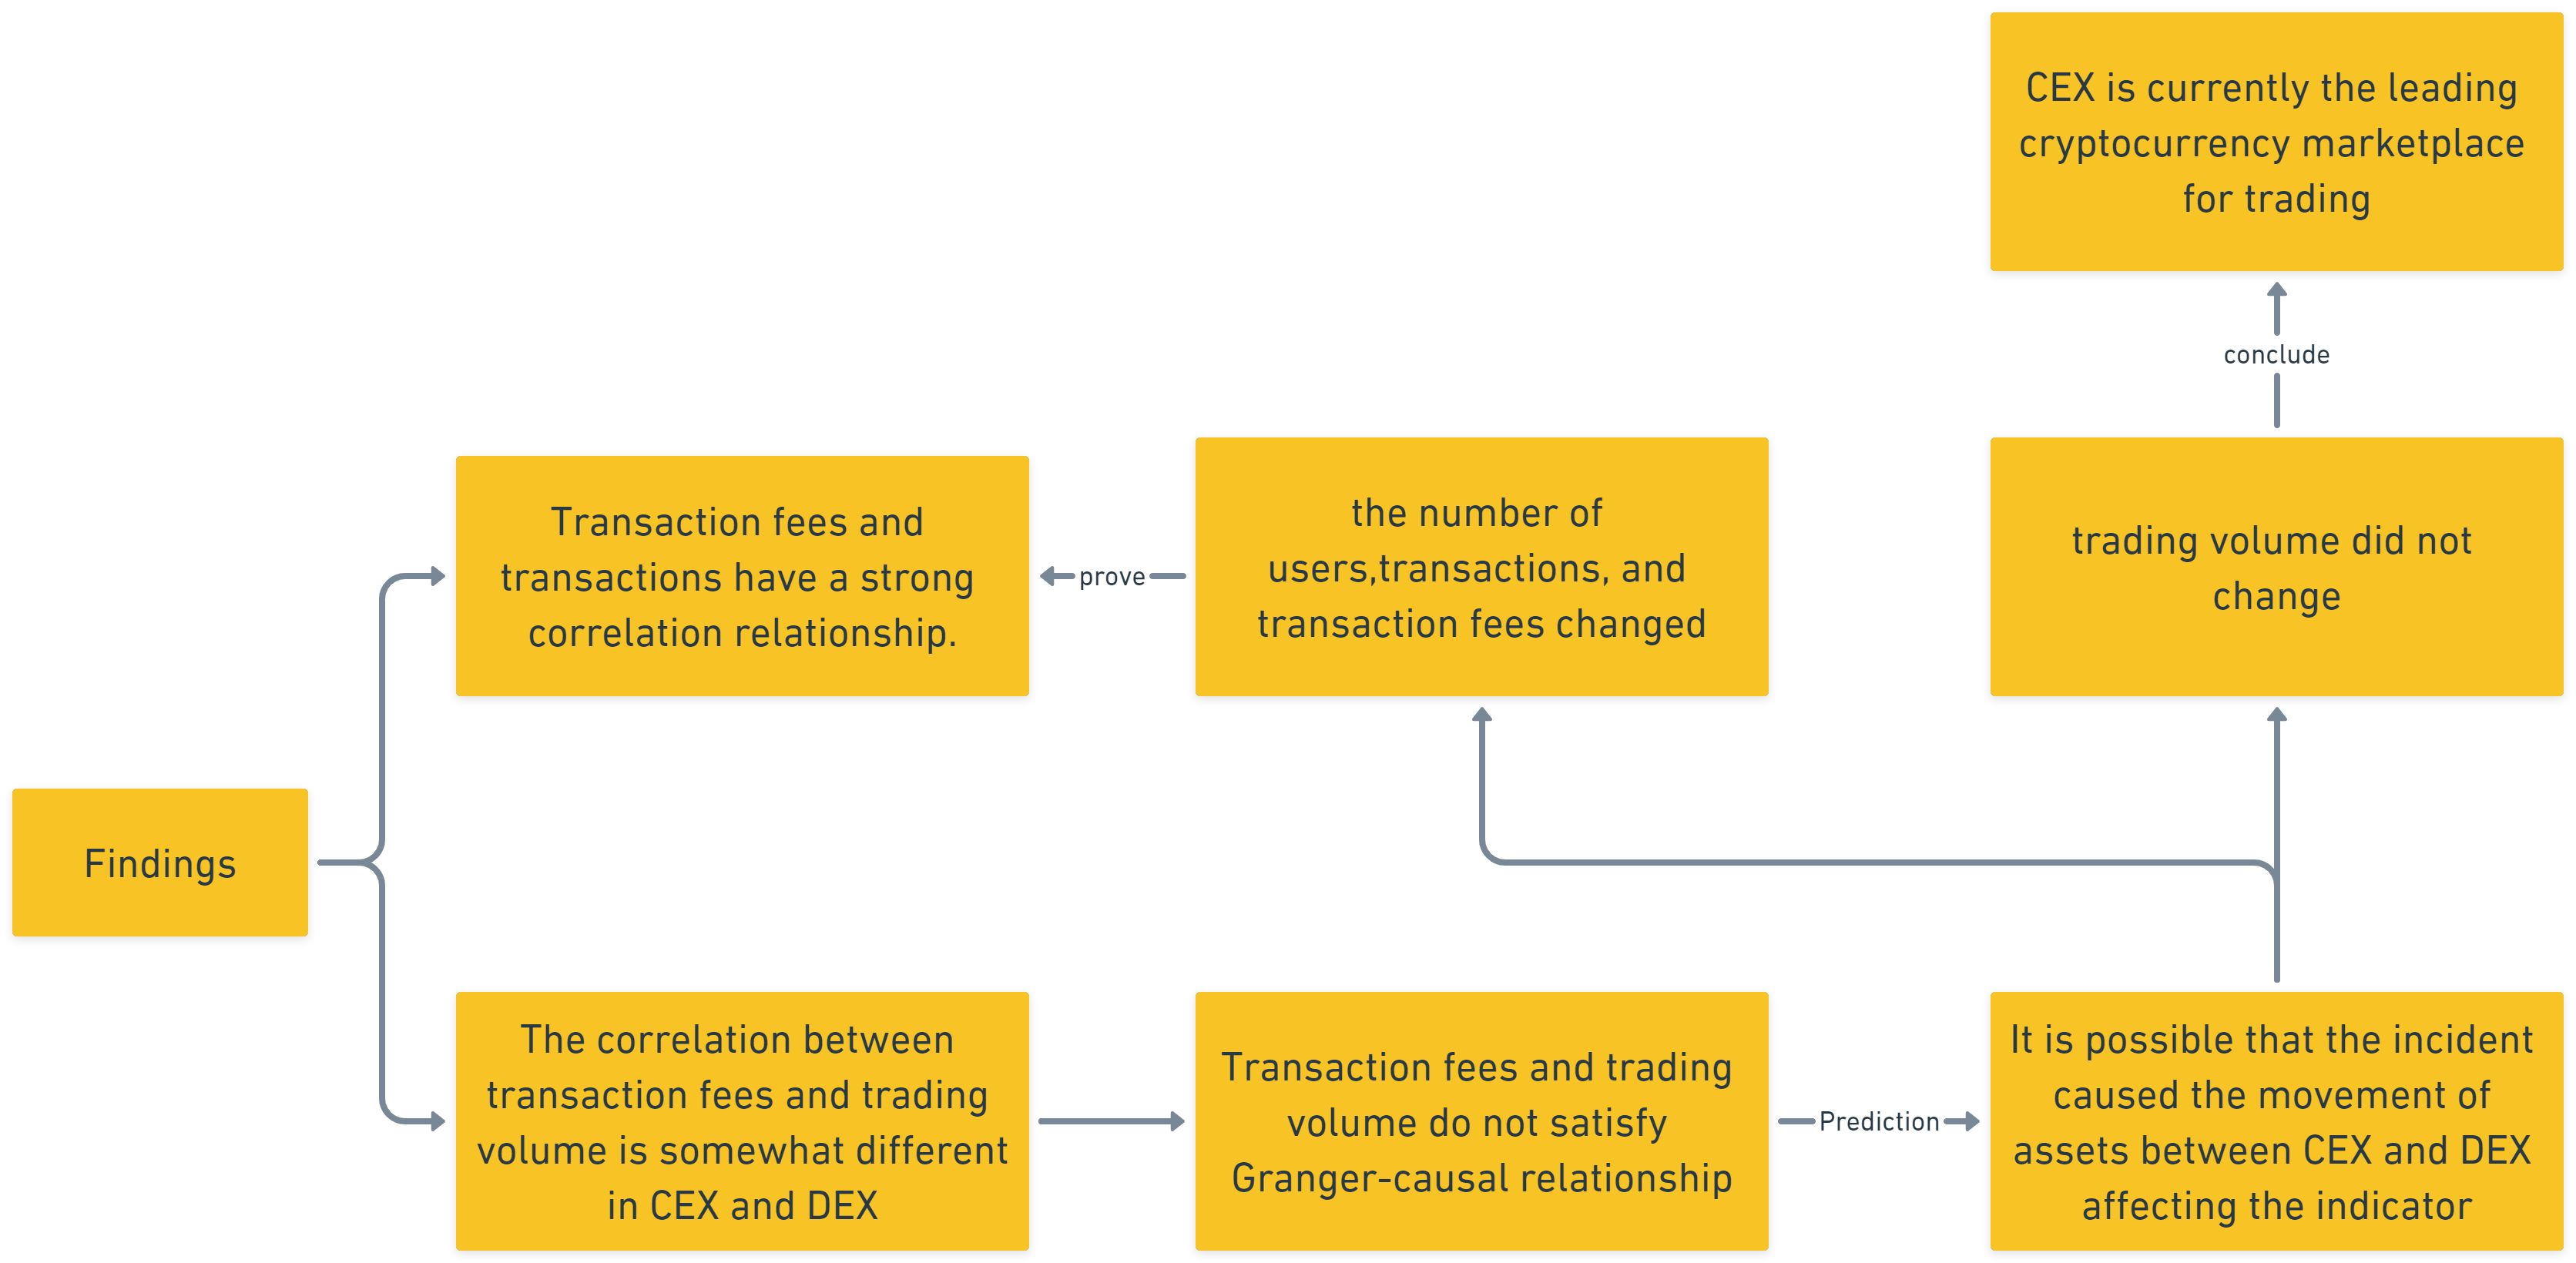 CEX is currently the leading
cryptocurrency marketplace
for trading
conclude
Transaction fees and
transactions have a strong
correlation relationship.
prove
the number of
users,transactions, and
transaction fees changed
trading volume did not
change
Findings
The correlation between
transaction fees and trading
volume is somewhat different
in CEX and DEX
Transaction fees and trading
volume do not satisfy
Granger-causal relationship
Prediction
It is possible that the incident
caused the movement of
assets between CEX and DEX
affecting the indicator